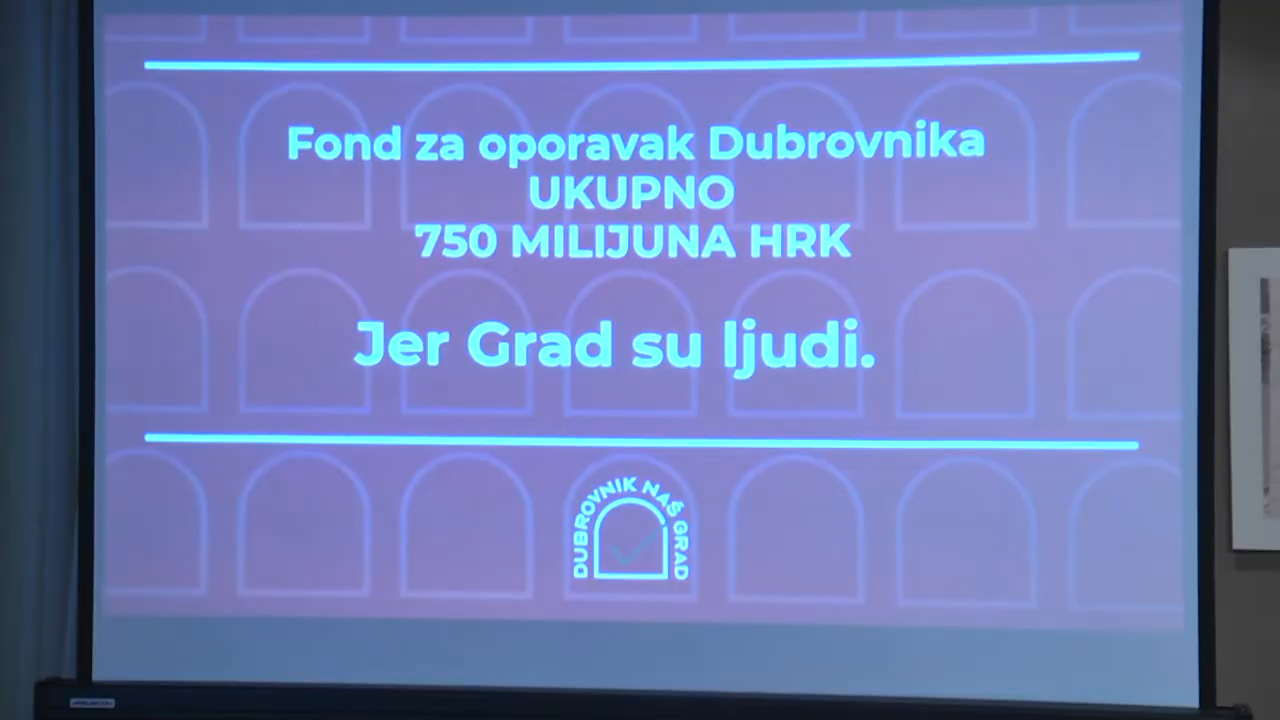 Fond za oporavak Dubrovnika
UKUPNO
750 MILIJUNA HRK
Jer Grad su ljudi.
DUBROVNIK NAŠ GRAD